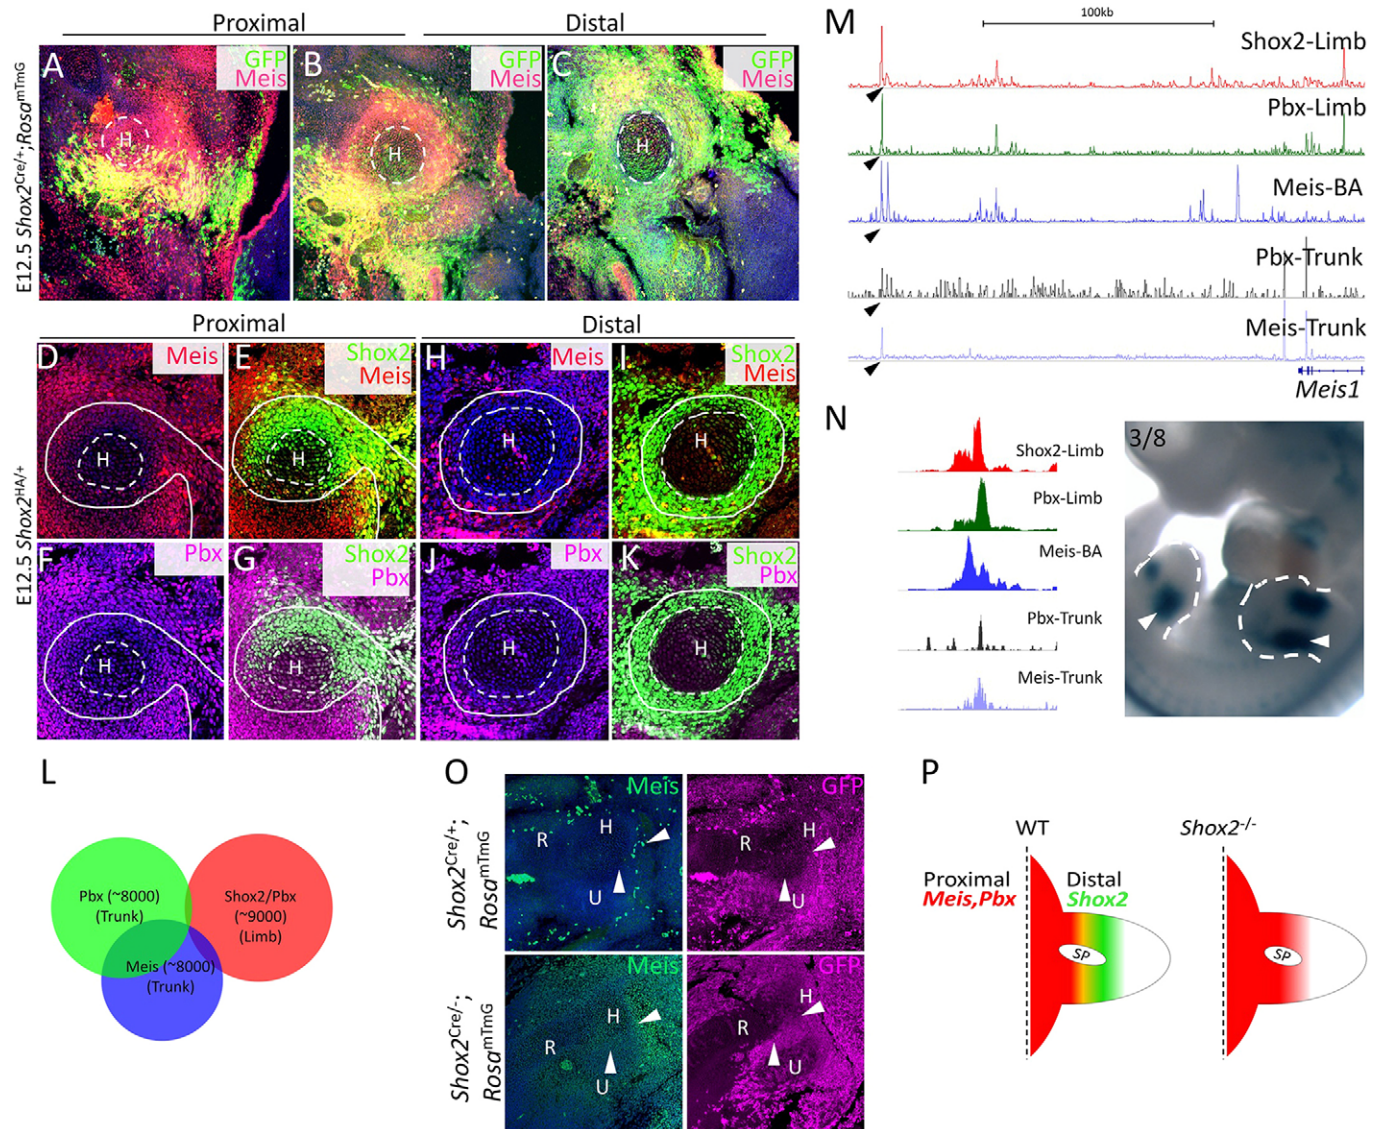 Proximal
Distal
E12.5 Shox2Cre/+;RosamTmG
A
GFP
Meis
H
B
GFP
Meis
H
C
GFP
Meis
H
Proximal
Distal
E12.5 Shox2HA/+
D
Meis
H
E
Shox2
Meis
H
H
Meis
H
I
Shox2
Meis
H
F
Pbx
H
G
Shox2
Pbx
H
J
Pbx
H
K
Shox2
Pbx
H
M
100kb
Shox2-Limb
Pbx-Limb
Meis-BA
Pbx-Trunk
Meis-Trunk
Meis1
N
Shox2-Limb
Pbx-Limb
Meis-BA
Pbx-Trunk
Meis-Trunk
3/8
L
Pbx (~8000)
(Trunk)
Shox2/Pbx
(~9000)
(Limb)
Meis (~8000)
(Trunk)
O
Shox2Cre/+;
RosamTmG
Meis
R
H
U
GFP
R
H
U
Shox2Cre/-;
RosamTmG
Meis
R
H
U
GFP
R
H
U
P
WT
Shox2-/-
Proximal
Meis,Pbx
Distal
Shox2
SP
SP